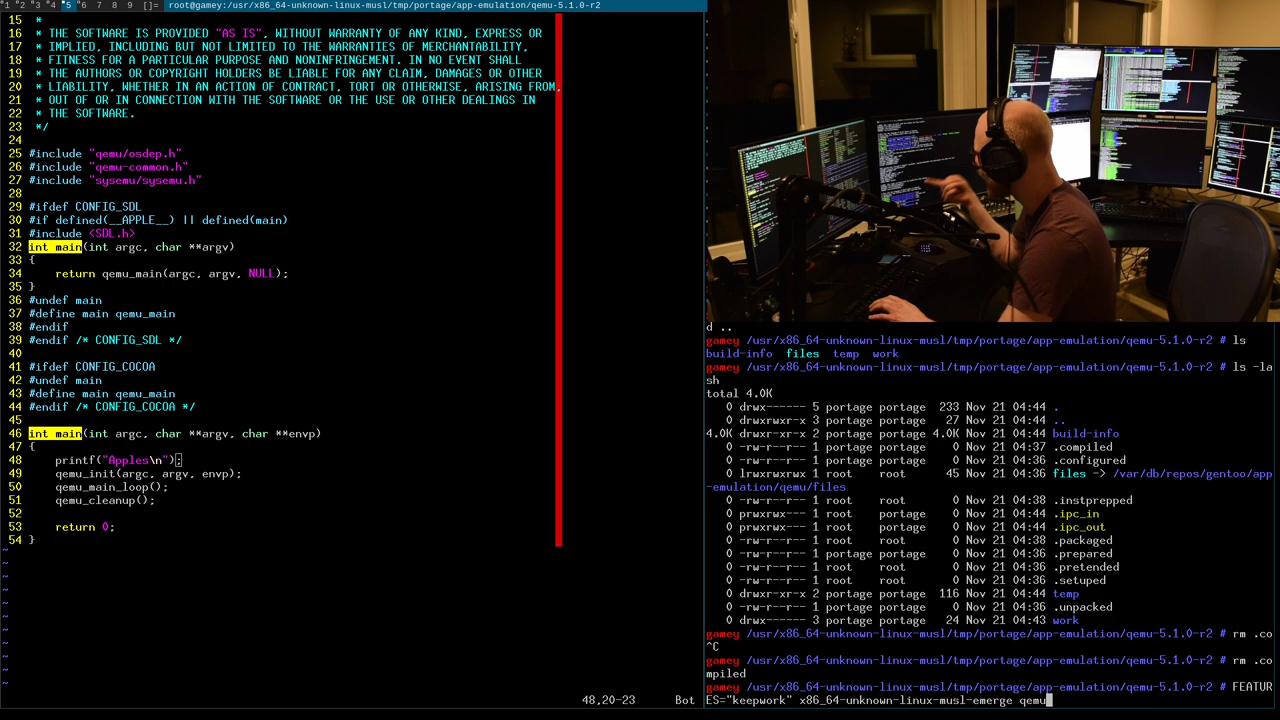 1 2 3 4 5 6 7 8 9 []= root@gamey:/usr/x86_64-unknown-linux-musl/tmp/portage/app-emulation/qemu-5.1.0-r2
15 *
16 * THE SOFTWARE IS PROVIDED "AS IS", WITHOUT WARRANTY OF ANY KIND, EXPRESS OR
17 * IMPLIED, INCLUDING BUT NOT LIMITED TO THE WARRANTIES OF MERCHANTABILITY,
18 * FITNESS FOR A PARTICULAR PURPOSE AND NONINFRINGEMENT. IN NO EVENT SHALL
19 * THE AUTHORS OR COPYRIGHT HOLDERS BE LIABLE FOR ANY CLAIM, DAMAGES OR OTHER
20 * LIABILITY, WHETHER IN AN ACTION OF CONTRACT, TORT OR OTHERWISE, ARISING FROM,
21 * OUT OF OR IN CONNECTION WITH THE SOFTWARE OR THE USE OR OTHER DEALINGS IN
22 * THE SOFTWARE.
23 */
24
25 #include "qemu/osdep.h"
26 #include "qemu-common.h"
27 #include "sysemu/sysemu.h"
28
29 #ifdef CONFIG_SDL
30 #if defined(__APPLE__) || defined(main)
31 #include <SDL.h>
32 int main(int argc, char **argv)
33 {
34     return qemu_main(argc, argv, NULL);
35 }
36 #undef main
37 #define main qemu_main
38 #endif
39 #endif /* CONFIG_SDL */
40
41 #ifdef CONFIG_COCOA
42 #undef main
43 #define main qemu_main
44 #endif /* CONFIG_COCOA */
45
46 int main(int argc, char **argv, char **envp)
47 {
48     printf("Apples\n");
49     qemu_init(argc, argv, envp);
50     qemu_main_loop();
51     qemu_cleanup();
52
53     return 0;
54 }
~
~
~
~
~
~
~
~
~
~
~
48,20-23 Bot
d ..
gamey /usr/x86_64-unknown-linux-musl/tmp/portage/app-emulation/qemu-5.1.0-r2 # ls
build-info files temp work
gamey /usr/x86_64-unknown-linux-musl/tmp/portage/app-emulation/qemu-5.1.0-r2 # ls -la
sh
total 4.0K
0 drwx------ 5 portage portage 233 Nov 21 04:44 .
0 drwxrwxr-x 3 portage portage 27 Nov 21 04:44 ..
4.0K drwxr-xr-x 2 portage portage 4.0K Nov 21 04:44 build-info
0 -rw-r--r-- 1 portage portage 0 Nov 21 04:44 .compiled
0 -rw-r--r-- 1 portage portage 0 Nov 21 04:40 .configured
0 lrwxrwxrwx 1 root root 45 Nov 21 04:36 files -> /var/db/repos/gentoo/app
-emulation/qemu/files
0 -rw-r--r-- 1 root root 0 Nov 21 04:38 .instprepped
0 prwxrwx--- 1 root portage 0 Nov 21 04:44 .ipc_in
0 prwxrwx--- 1 root portage 0 Nov 21 04:44 .ipc_out
0 -rw-r--r-- 1 root root 0 Nov 21 04:38 .packaged
0 -rw-r--r-- 1 portage portage 0 Nov 21 04:36 .prepared
0 -rw-r--r-- 1 root portage 0 Nov 21 04:36 .pretended
0 -rw-r--r-- 1 root root 0 Nov 21 04:36 .setuped
0 drwxr-xr-x 2 portage portage 116 Nov 21 04:44 temp
0 -rw-r--r-- 1 portage portage 0 Nov 21 04:36 .unpacked
0 drwx------ 3 portage portage 24 Nov 21 04:43 work
gamey /usr/x86_64-unknown-linux-musl/tmp/portage/app-emulation/qemu-5.1.0-r2 # rm .co
^C
gamey /usr/x86_64-unknown-linux-musl/tmp/portage/app-emulation/qemu-5.1.0-r2 # rm .co
mpiled
gamey /usr/x86_64-unknown-linux-musl/tmp/portage/app-emulation/qemu-5.1.0-r2 # FEATUR
ES="keepwork" x86_64-unknown-linux-musl-emerge qemu